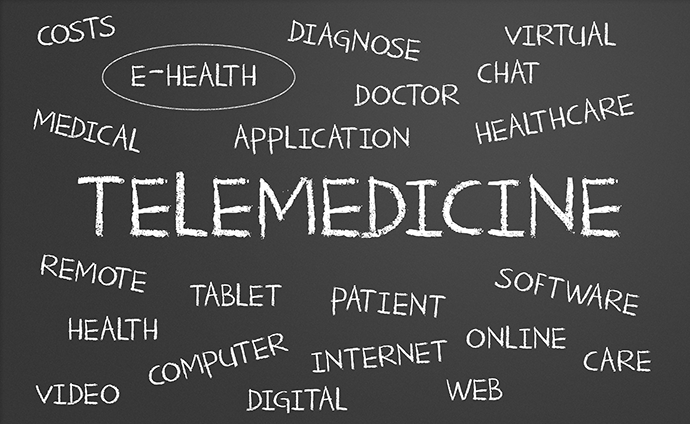 COSTS
DIAGNOSE
VIRTUAL
E-HEALTH
CHAT
DOCTOR
MEDICAL
APPLICATION
HEALTHCARE
TELEMEDICINE
REMOTE
TABLET
PATIENT
SOFTWARE
HEALTH
COMPUTER
INTERNET
ONLINE
CARE
VIDEO
DIGITAL
WEB